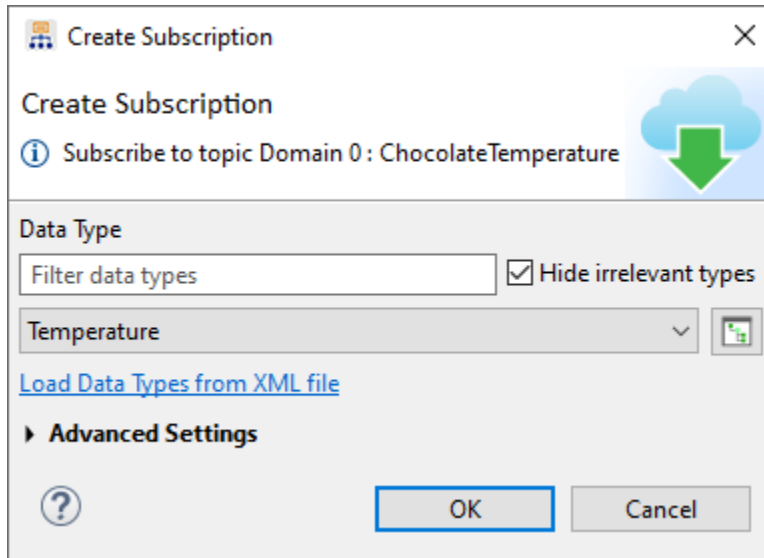 Create Subscription
Create Subscription
Subscribe to topic Domain 0 : ChocolateTemperature
Data Type
Filter data types
Hide irrelevant types
Temperature
Load Data Types from XML file
Advanced Settings
?
OK
Cancel